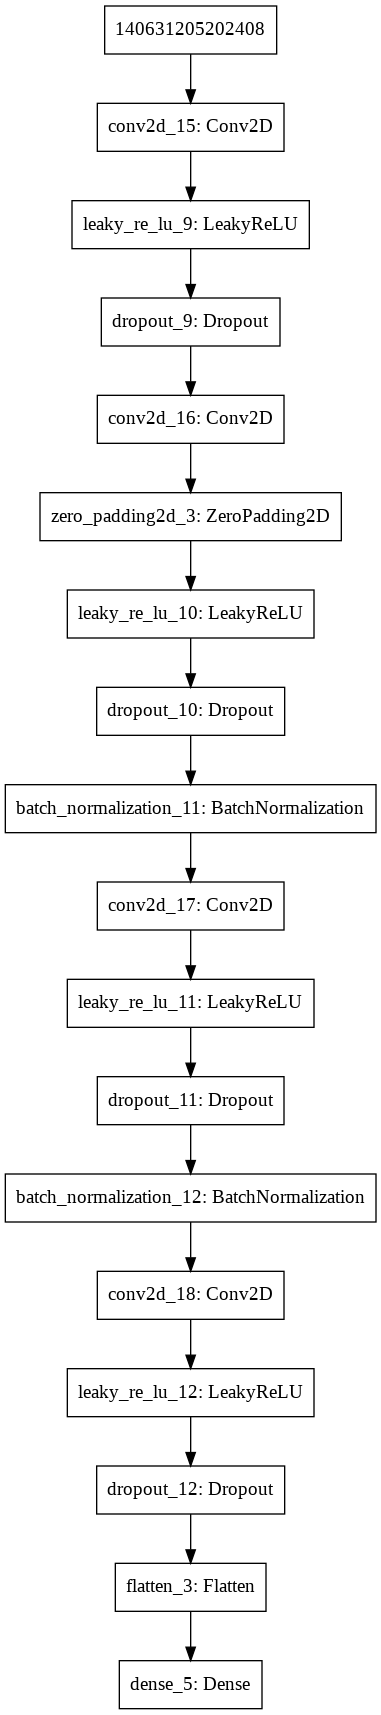 140631205202408
conv2d_15: Conv2D
leaky_re_lu_9: LeakyReLU
dropout_9: Dropout
conv2d_16: Conv2D
zero_padding2d_3: ZeroPadding2D
leaky_re_lu_10: LeakyReLU
dropout_10: Dropout
batch_normalization_11: BatchNormalization
conv2d_17: Conv2D
leaky_re_lu_11: LeakyReLU
dropout_11: Dropout
batch_normalization_12: BatchNormalization
conv2d_18: Conv2D
leaky_re_lu_12: LeakyReLU
dropout_12: Dropout
flatten_3: Flatten
dense_5: Dense